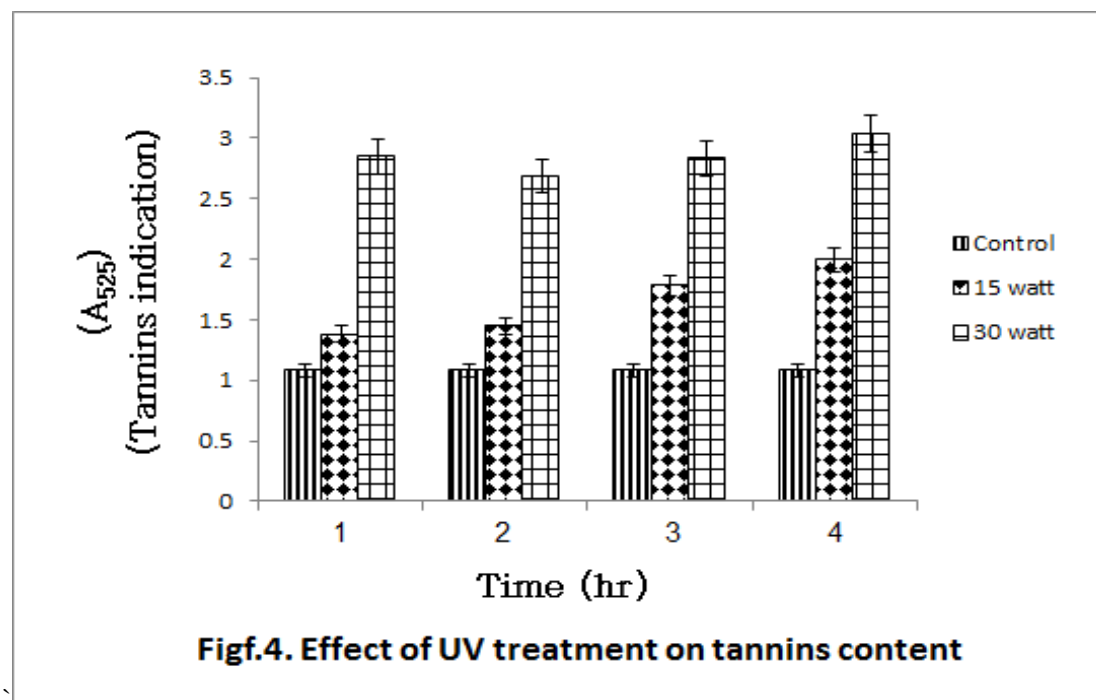 3.5
3
2.5
2
1.5
1
0.5
0
(A525)
(Tannins indication)
1 2 3 4
Time (hr)
Control
15 watt
30 watt
Figf.4. Effect of UV treatment on tannins content
`